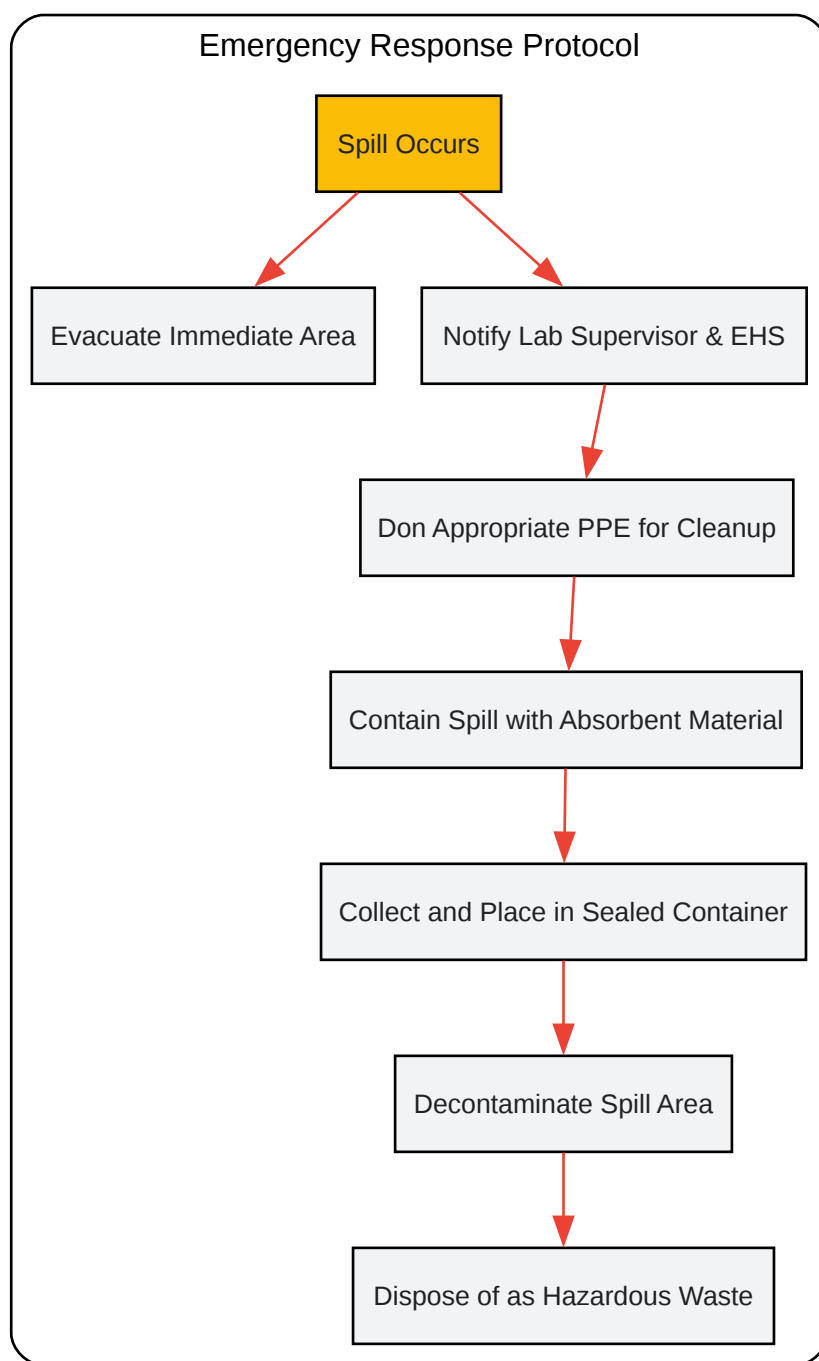 Emergency Response Protocol
Spill Occurs
Evacuate Immediate Area
Notify Lab Supervisor & EHS
Don Appropriate PPE for Cleanup
Contain Spill with Absorbent Material
Collect and Place in Sealed Container
Decontaminate Spill Area
Dispose of as Hazardous Waste